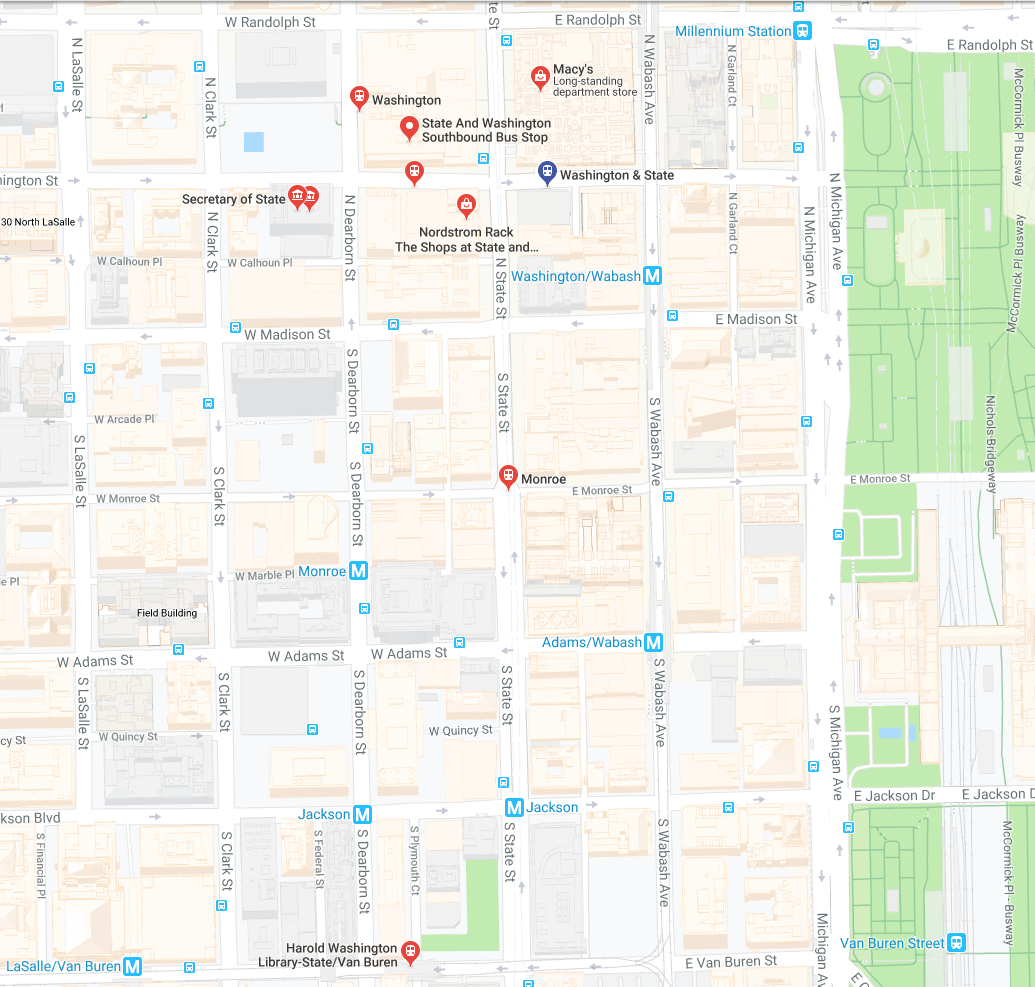 W Randolph St
te St
E Randolph St
Millennium Station
E Randolph St
N LaSalle St
N Clark St
N Wabash Ave
N Garland Ct
McCormick Pl Busway
Macy's
Long-standing
department store
Washington
State And Washington
Southbound Bus Stop
hington St
Washington & State
Secretary of State
30 North LaSalle
N Clark St
N Dearborn St
Nordstrom Rack
The Shops at State and...
N State St
N Garland Ct
N Michigan Ave
N Michigan Ave
McCormick Pl Busway
W Calhoun Pl
W Calhoun Pl
Washington/Wabash
W Madison St
E Madison St
S Dearborn St
S State St
S Wabash Ave
Nichols Bridgeway
W Arcade Pl
S LaSalle St
S Clark St
S Dearborn St
Monroe
E Monroe St
E Monroe St
W Monroe St
e Pl
W Marble Pl
Monroe
Field Building
Adams/Wabash
W Adams St
W Adams St
W Adams St
S LaSalle St
S Clark St
S Dearborn St
S State St
S Wabash Ave
S Michigan Ave
cy St
W Quincy St
W Quincy St
Jackson
Jackson
E Jackson Dr
E Jackson D
kson Blvd
S Financial Pl
S Clark St
S Federal St
S Dearborn St
S Plymouth Ct
S State St
S Wabash Ave
McCormick Pl - Busway
Michigan Av
Harold Washington
Library-State/Van Buren
LaSalle/Van Buren
E Van Buren St
Van Buren Street
E C